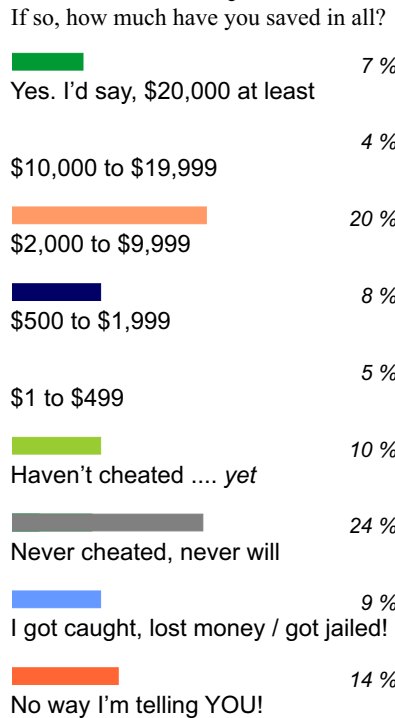 If so, how much have you saved in all?
7 %
Yes. I’d say, $20,000 at least
4 %
$10,000 to $19,999
20 %
$2,000 to $9,999
8 %
$500 to $1,999
5 %
$1 to $499
10 %
Haven’t cheated .... yet
24 %
Never cheated, never will
9 %
I got caught, lost money / got jailed!
14 %
No way I’m telling YOU!